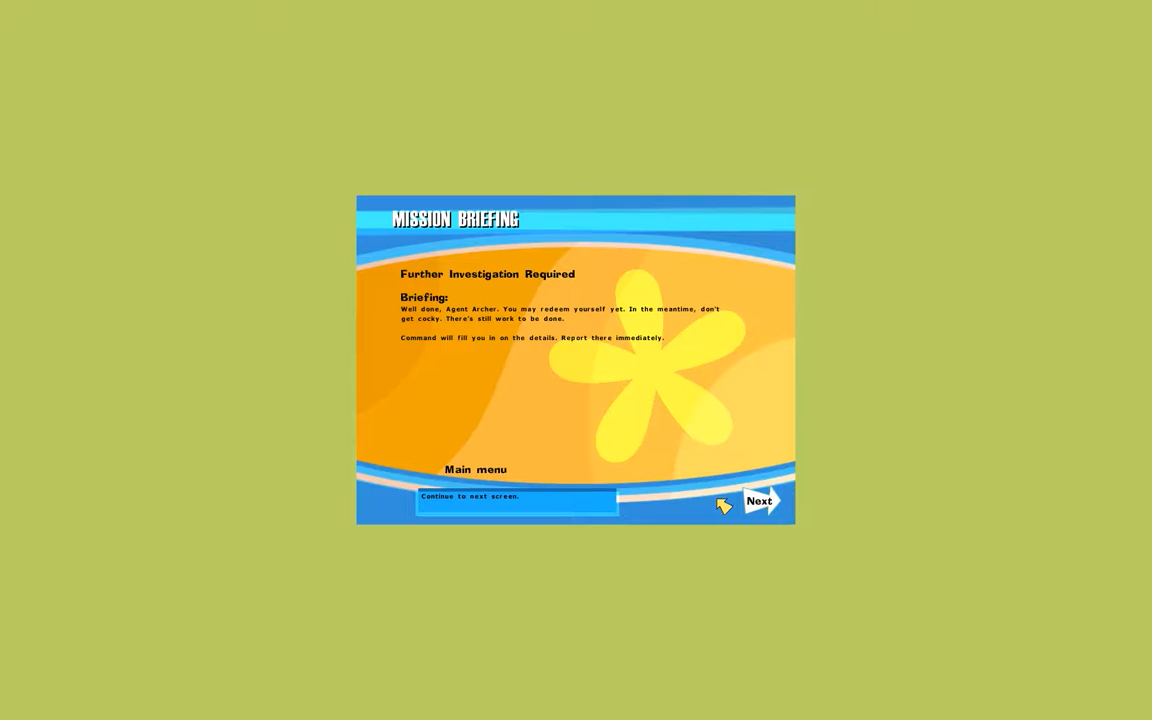 MISSION BRIEFING
Further Investigation Required
Briefing:
Well done, Agent Archer. You may redeem yourself yet. In the meantime, don't
get cocky. There's still work to be done.
Command will fill you in on the details. Report there immediately.
Main menu
Continue to next screen.
Next